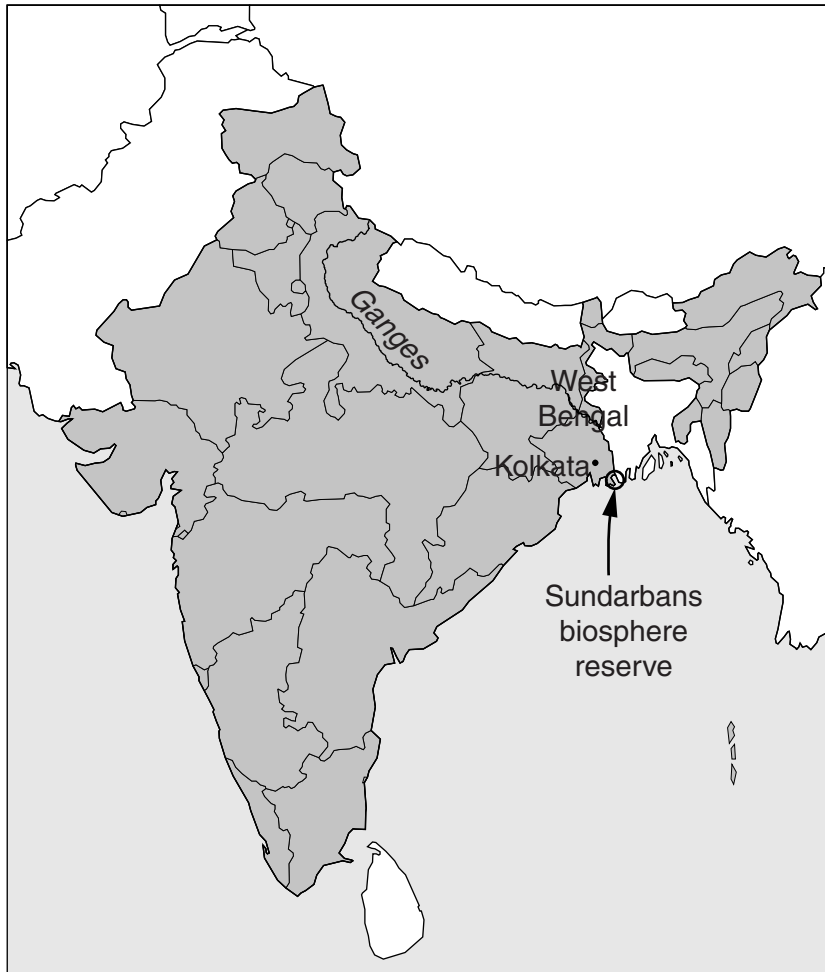 Ganges
West
Bengal
Kolkata
Sundarbans
biosphere
reserve